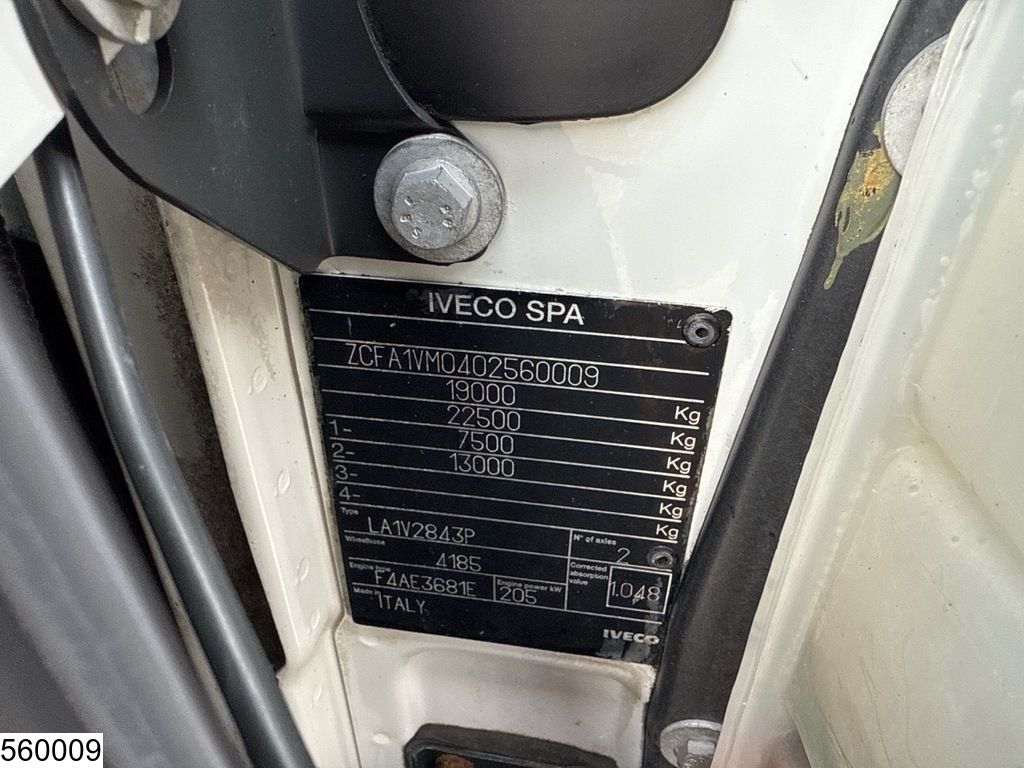 IVECO SPA
ZCFA1VM0402560009
19000 Kg
22500 Kg
1- 7500 Kg
2- 13000 Kg
3- Kg
4- Kg
Type LA1V2843P N° of axles 2
Wheelbase 4185 Corrected absorption value 1.048
Engine type F4AE3681E Engine power kW 205
Made in ITALY
IVECO
560009